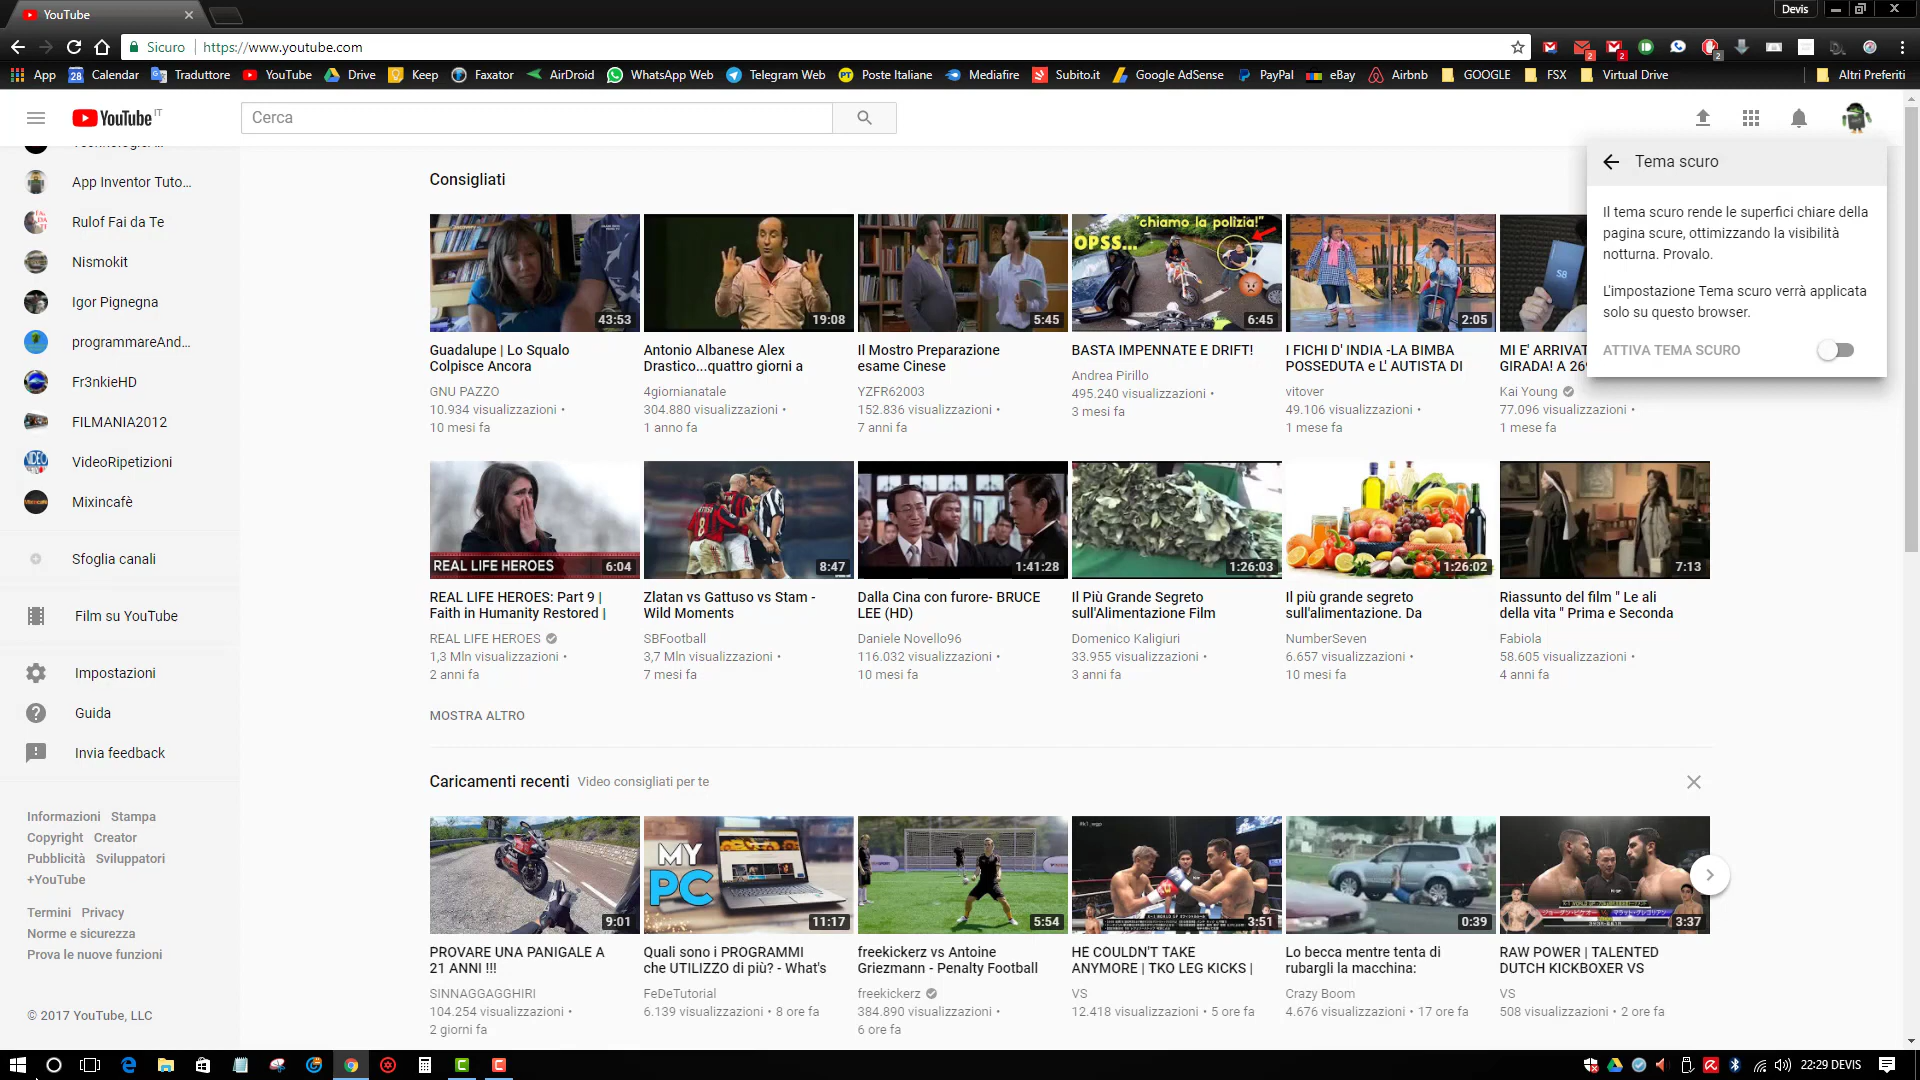 YouTube
Devis
Sicuro https://www.youtube.com
App Calendar Traduttore YouTube Drive Keep Faxator AirDroid WhatsApp Web Telegram Web Poste Italiane Mediafire Subito.it Google AdSense PayPal eBay Airbnb GOOGLE FSX Virtual Drive Altri Preferiti
YouTube IT
Cerca
App Inventor Tuto...
Rulof Fai da Te
Nismokit
Igor Pignegna
programmareAnd...
Fr3nkieHD
FILMANIA2012
VideoRipetizioni
Mixincafè
Sfoglia canali
Film su YouTube
Impostazioni
Guida
Invia feedback
Informazioni Stampa
Copyright Creator
Pubblicità Sviluppatori
+YouTube
Termini Privacy
Norme e sicurezza
Prova le nuove funzioni
© 2017 YouTube, LLC
Tema scuro
Il tema scuro rende le superfici chiare della
pagina scure, ottimizzando la visibilità
notturna. Provalo.
L'impostazione Tema scuro verrà applicata
solo su questo browser.
ATTIVA TEMA SCURO
Consigliati
43:53
Guadalupe | Lo Squalo
Colpisce Ancora
GNU PAZZO
10.934 visualizzazioni •
10 mesi fa
19:08
Antonio Albanese Alex
Drastico...quattro giorni a
4giornianatale
304.880 visualizzazioni •
1 anno fa
5:45
Il Mostro Preparazione
esame Cinese
YZFR62003
152.836 visualizzazioni •
7 anni fa
"chiamo la polizia!"
OPSS...
6:45
BASTA IMPENNATE E DRIFT!
Andrea Pirillo
495.240 visualizzazioni •
3 mesi fa
2:05
I FICHI D' INDIA -LA BIMBA
POSSEDUTA e L' AUTISTA DI
vitover
49.106 visualizzazioni •
1 mese fa
S8
MI E' ARRIVAT
GIRADA! A 269
Kai Young
77.096 visualizzazioni •
1 mese fa
REAL LIFE HEROES 6:04
REAL LIFE HEROES: Part 9 |
Faith in Humanity Restored |
REAL LIFE HEROES
1,3 Mln visualizzazioni •
2 anni fa
8:47
Zlatan vs Gattuso vs Stam -
Wild Moments
SBFootball
3,7 Mln visualizzazioni •
7 mesi fa
1:41:28
Dalla Cina con furore- BRUCE
LEE (HD)
Daniele Novello96
116.032 visualizzazioni •
10 mesi fa
1:26:03
Il Più Grande Segreto
sull'Alimentazione Film
Domenico Kaligiuri
33.955 visualizzazioni •
3 anni fa
1:26:02
Il più grande segreto
sull'alimentazione. Da
NumberSeven
6.657 visualizzazioni •
10 mesi fa
7:13
Riassunto del film " Le ali
della vita " Prima e Seconda
Fabiola
58.605 visualizzazioni •
4 anni fa
MOSTRA ALTRO
Caricamenti recenti Video consigliati per te
9:01
PROVARE UNA PANIGALE A
21 ANNI !!!
SINNAGGAGGHIRI
104.254 visualizzazioni •
2 giorni fa
MY
PC
11:17
Quali sono i PROGRAMMI
che UTILIZZO di più? - What's
FeDeTutorial
6.139 visualizzazioni • 8 ore fa
5:54
freekickerz vs Antoine
Griezmann - Penalty Football
freekickerz
384.890 visualizzazioni •
6 ore fa
3:51
HE COULDN'T TAKE
ANYMORE | TKO LEG KICKS |
VS
12.418 visualizzazioni • 5 ore fa
0:39
Lo becca mentre tenta di
rubargli la macchina:
Crazy Boom
4.676 visualizzazioni • 17 ore fa
3:37
RAW POWER | TALENTED
DUTCH KICKBOXER VS
VS
508 visualizzazioni • 2 ore fa
22:29 DEVIS